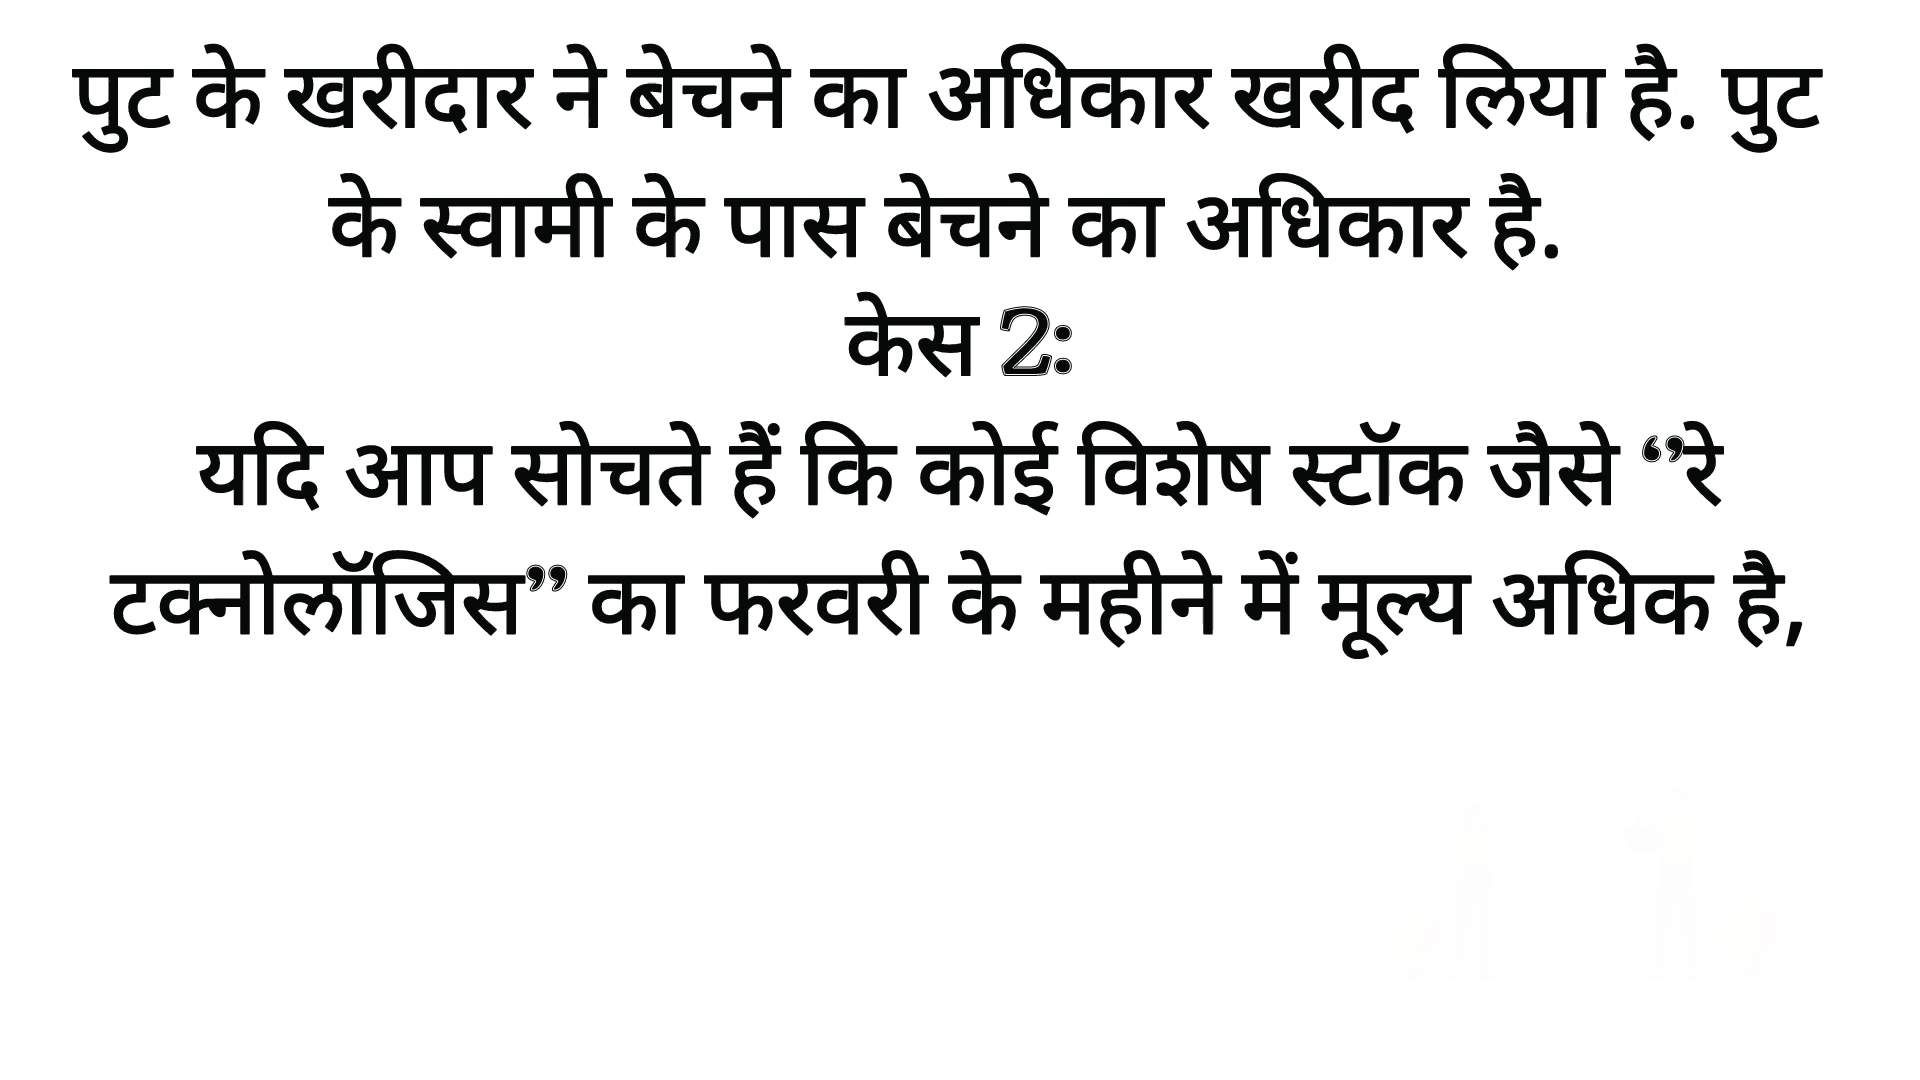 पुट के खरीदार ने बेचने का अधिकार खरीद लिया है. पुट
के स्वामी के पास बेचने का अधिकार है.
केस 2:
यदि आप सोचते हैं कि कोई विशेष स्टॉक जैसे ‘’रे
टक्नोलॉजिस” का फरवरी के महीने में मूल्य अधिक है,